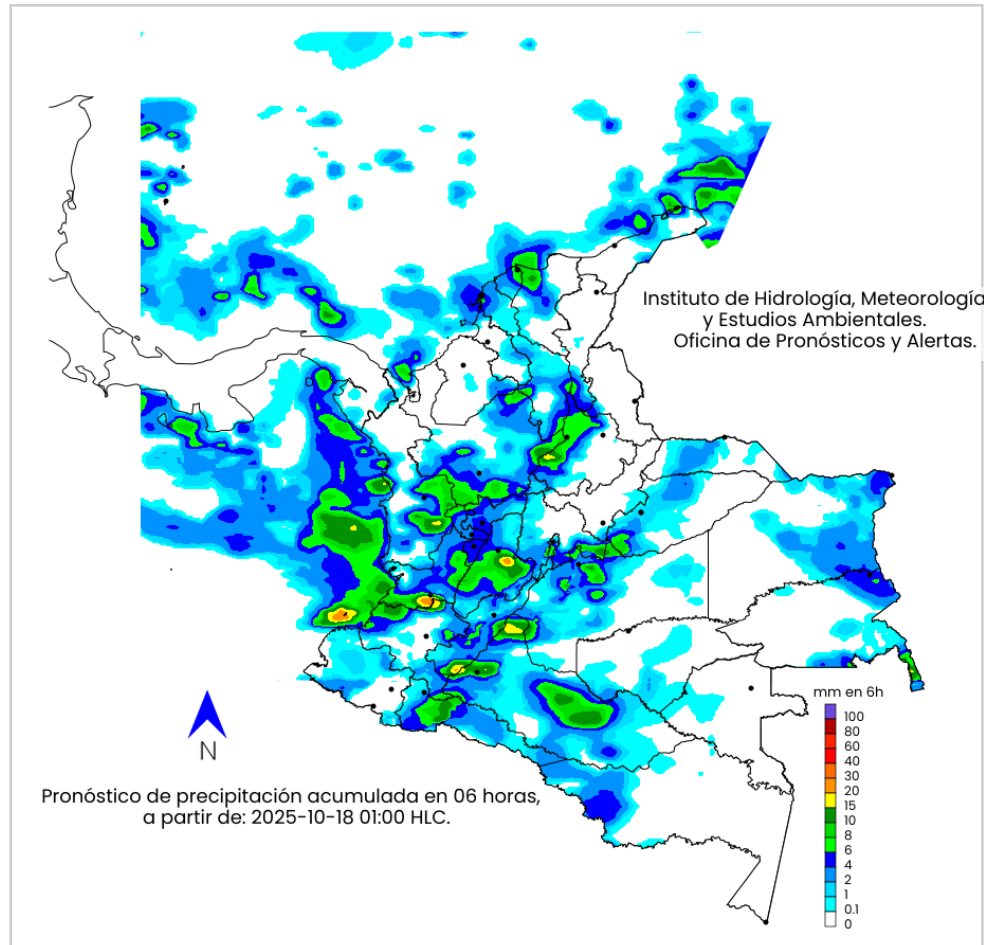 Instituto de Hidrología, Meteorología
y Estudios Ambientales.
Oficina de Pronósticos y Alertas.
mm en 6h
100
80
60
40
30
20
15
10
8
6
4
2
1
0.1
0
N
Pronóstico de precipitación acumulada en 06 horas,
a partir de: 2025-10-18 01:00 HLC.